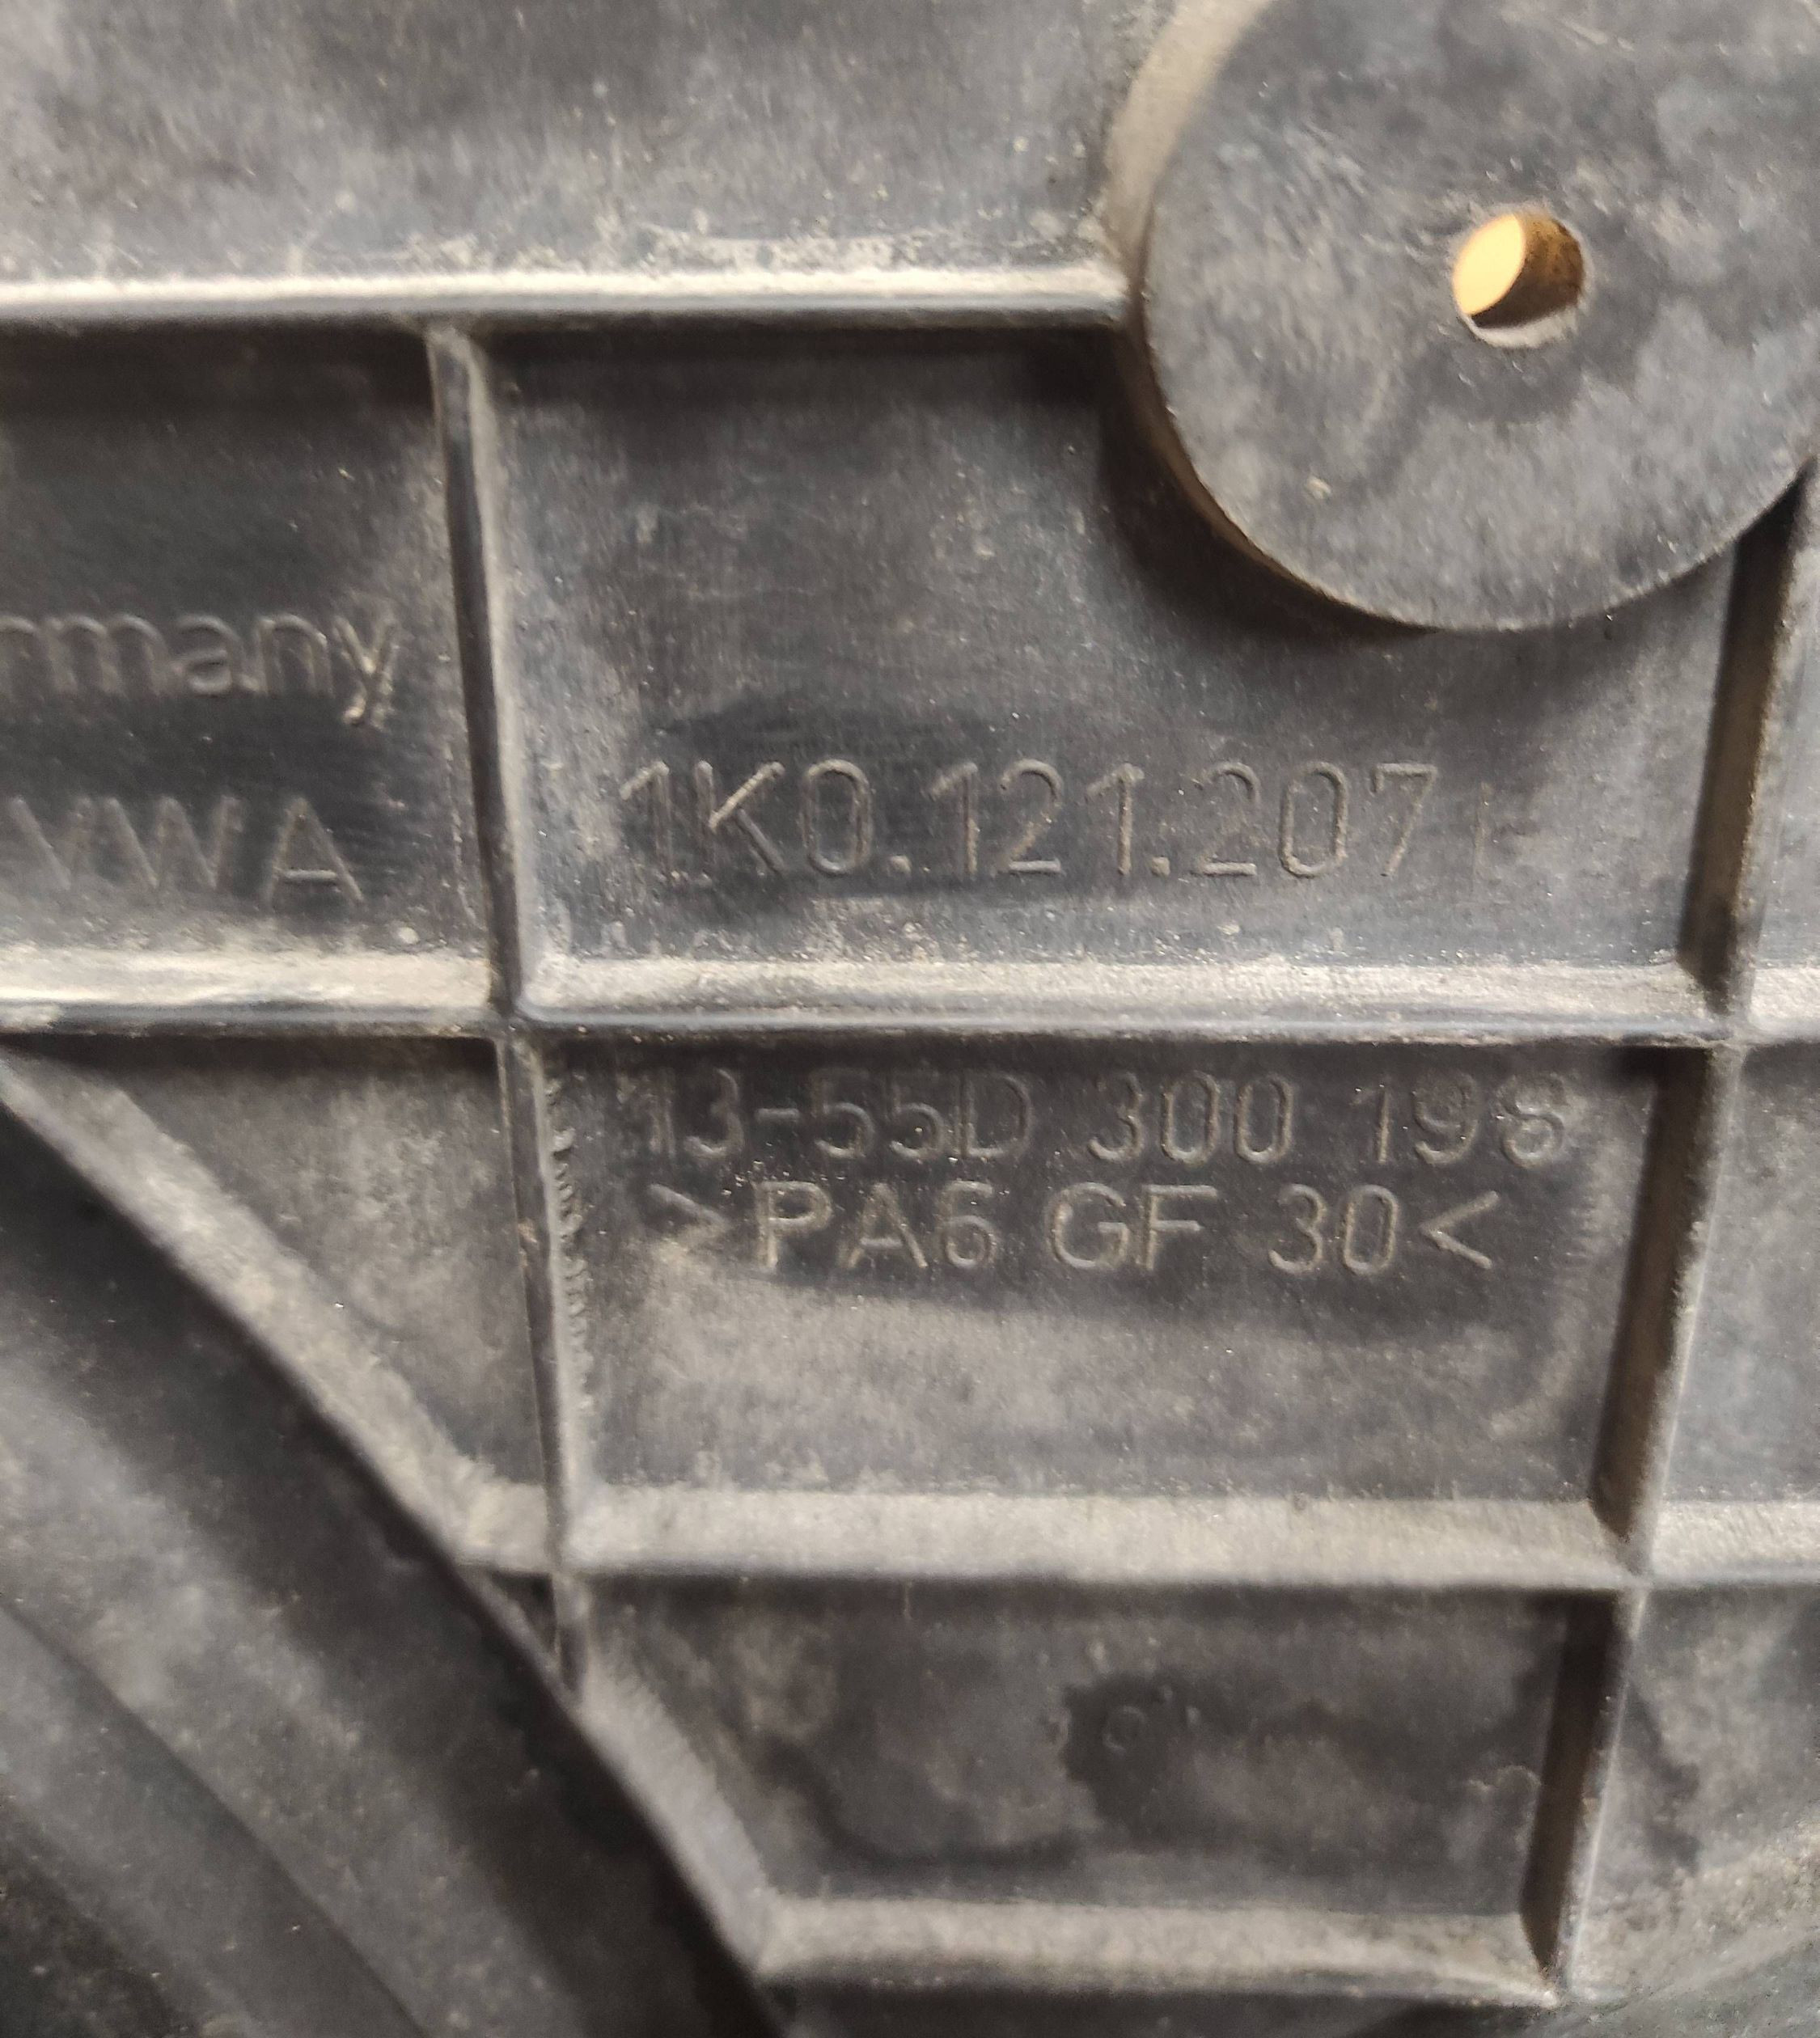 rmany
VWA
1K0.121.207
13-55D 300 198
>PA6 GF 30<